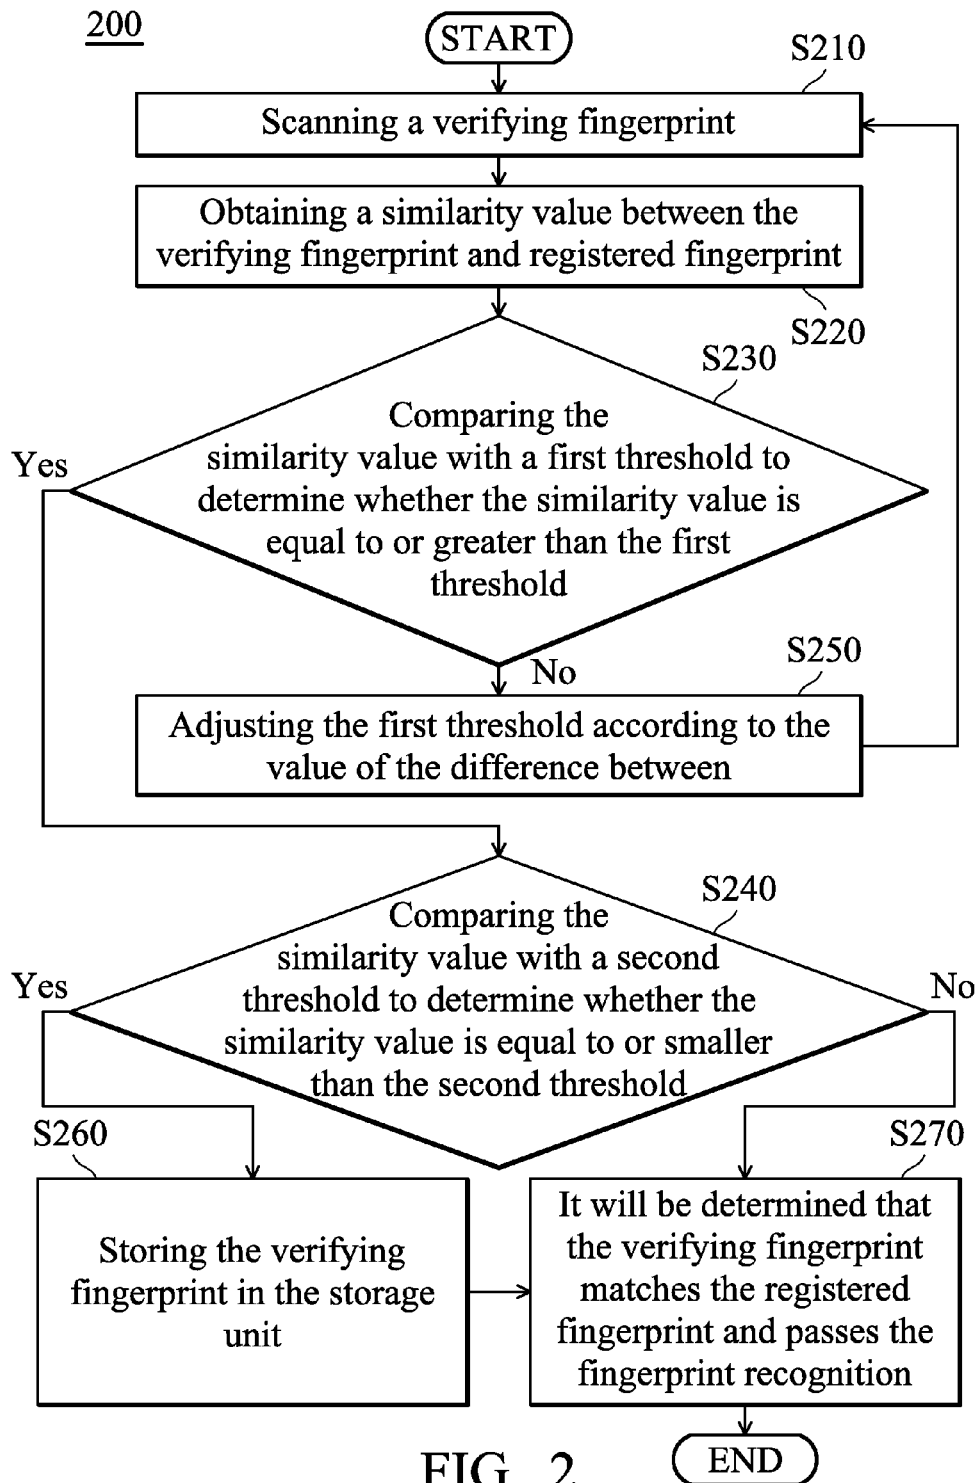 200
START
S210
Scanning a verifying fingerprint
Obtaining a similarity value between the
verifying fingerprint and registered fingerprint
S220
S230
Comparing the
similarity value with a first threshold to
determine whether the similarity value is
equal to or greater than the first
threshold
Yes
No
S250
Adjusting the first threshold according to the
value of the difference between
S240
Comparing the
similarity value with a second
threshold to determine whether the
similarity value is equal to or smaller
than the second threshold
Yes
No
S260
Storing the verifying
fingerprint in the storage
unit
S270
It will be determined that
the verifying fingerprint
matches the registered
fingerprint and passes the
fingerprint recognition
END
FIG. 2